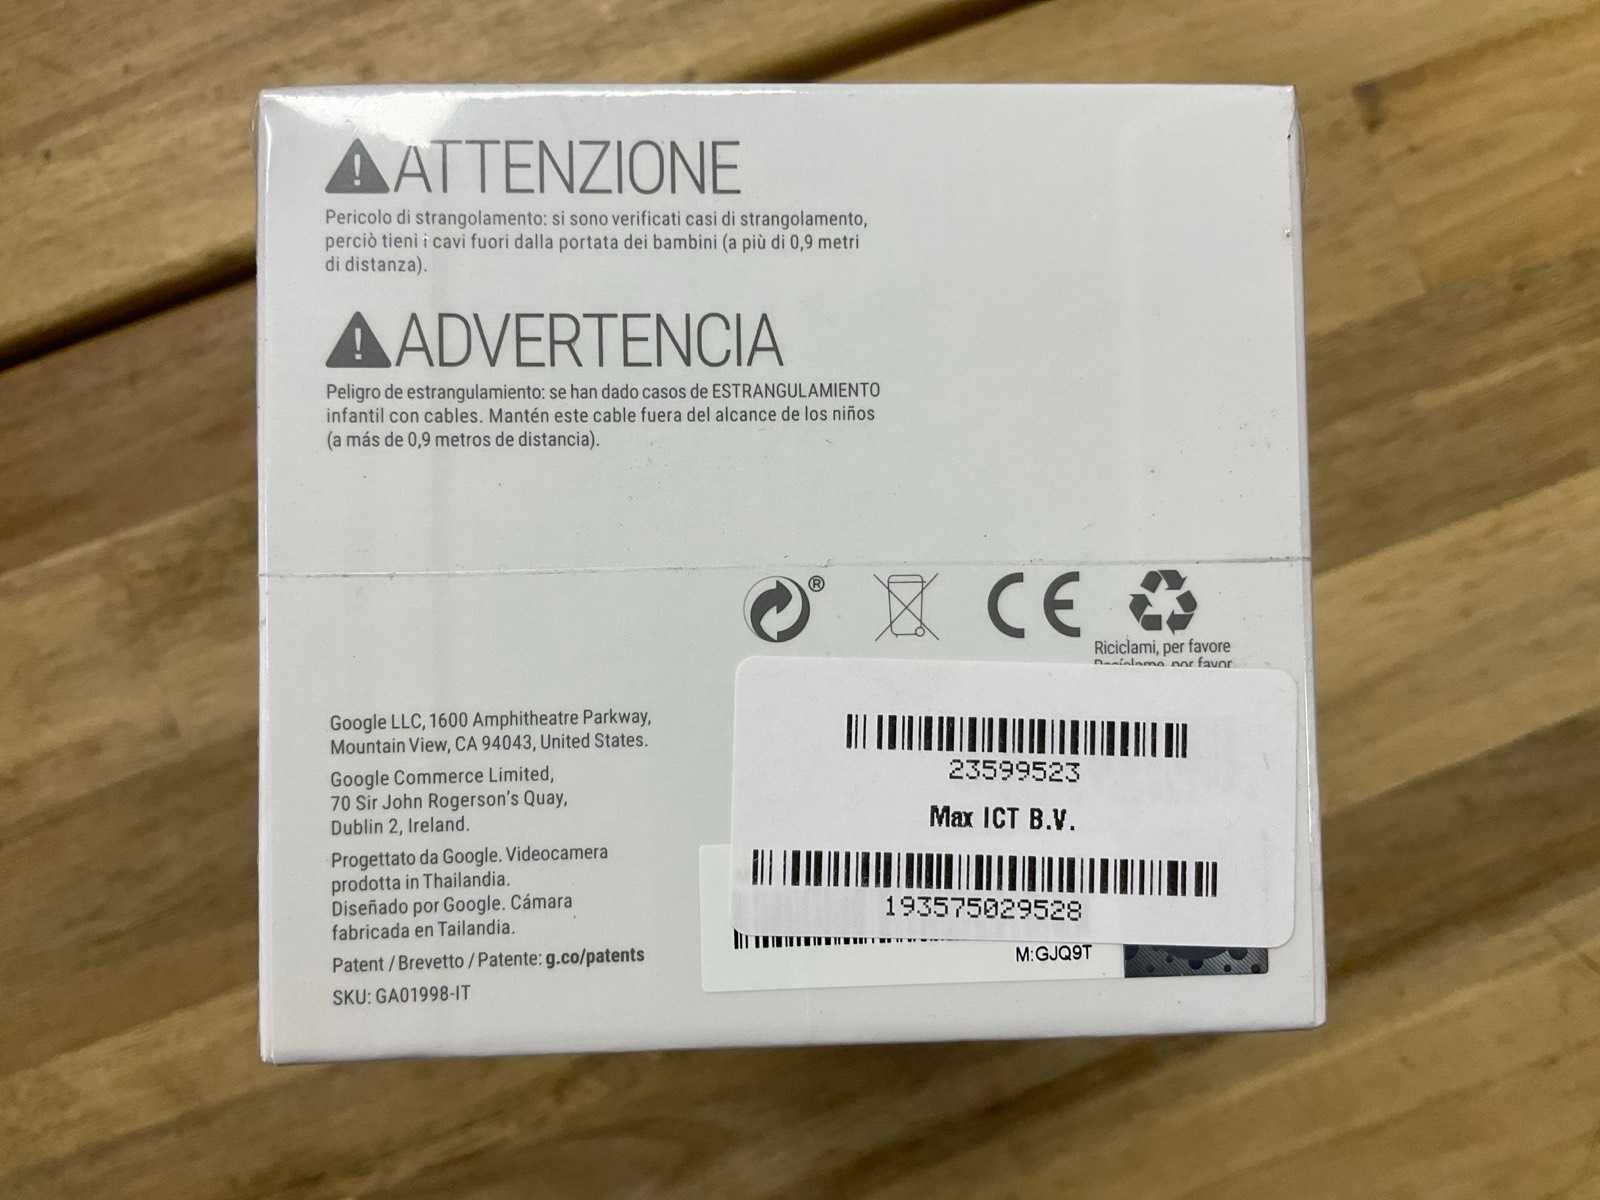 ATTENZIONE
Pericolo di strangolamento: si sono verificati casi di strangolamento,
perciò tieni i cavi fuori dalla portata dei bambini (a più di 0,9 metri
di distanza).
ADVERTENCIA
Peligro de estrangulamiento: se han dado casos de ESTRANGULAMIENTO
infantil con cables. Mantén este cable fuera del alcance de los niños
(a más de 0,9 metros de distancia).
®
CE
Riciclami, per favore
Recíclame, por favor
Google LLC, 1600 Amphitheatre Parkway,
Mountain View, CA 94043, United States.
Google Commerce Limited,
70 Sir John Rogerson's Quay,
Dublin 2, Ireland.
Progettato da Google. Videocamera
prodotta in Thailandia.
Diseñado por Google. Cámara
fabricada en Tailandia.
Patent / Brevetto / Patente: g.co/patents
SKU: GA01998-IT
23599523
Max ICT B.V.
193575029528
M:GJQ9T